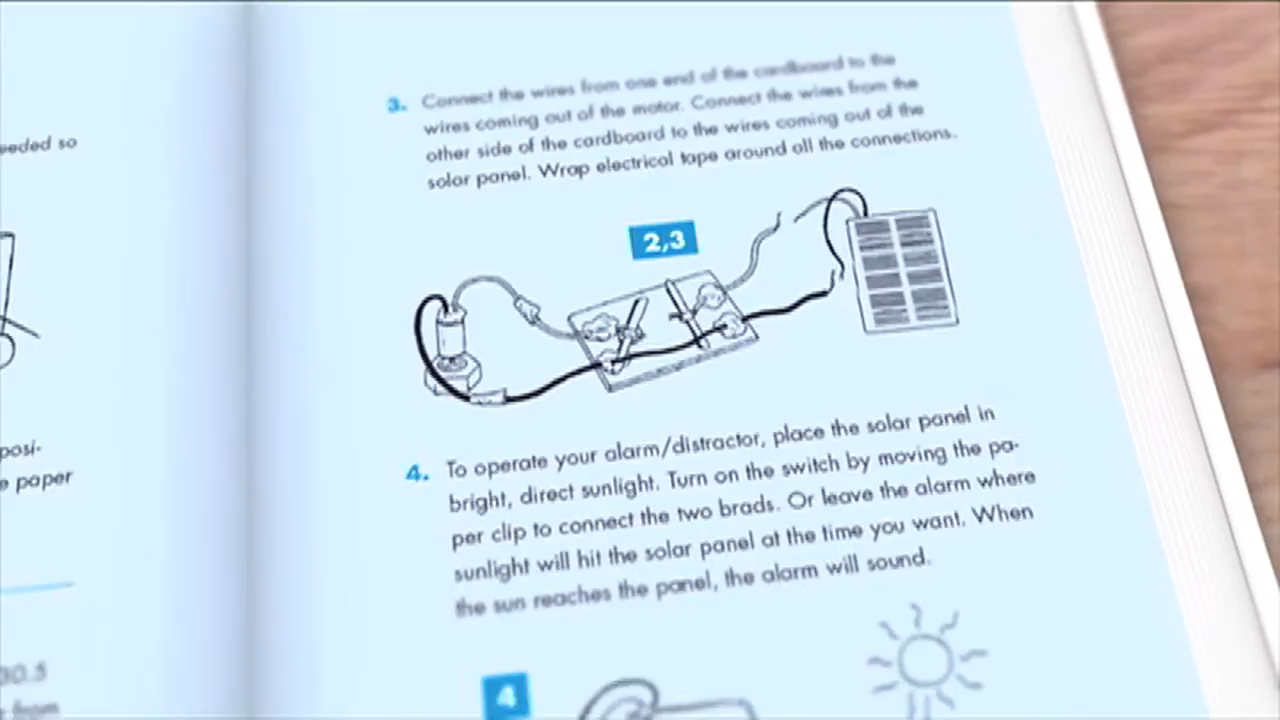 eeded so
posi-
e paper
30.5
from
3. Connect the wires from one end of the cardboard to the
wires coming out of the motor. Connect the wires from the
other side of the cardboard to the wires coming out of the
solar panel. Wrap electrical tape around all the connections.
2,3
4. To operate your alarm/distractor, place the solar panel in
bright, direct sunlight. Turn on the switch by moving the pa-
per clip to connect the two brads. Or leave the alarm where
sunlight will hit the solar panel at the time you want. When
the sun reaches the panel, the alarm will sound.
4